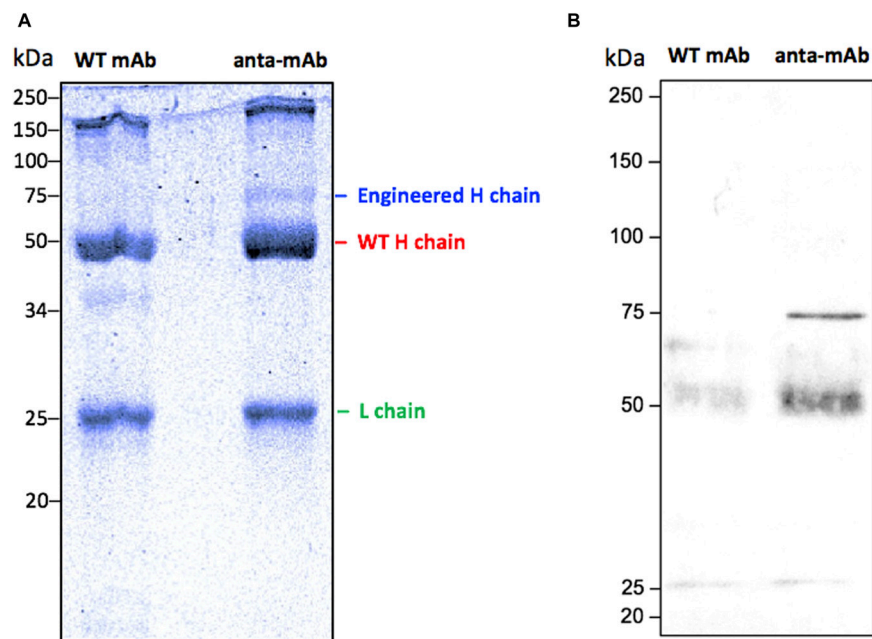 A
kDa WT mAb anta-mAb
250
150
100
75 Engineered H chain
50 WT H chain
34
25 L chain
20
B
kDa WT mAb anta-mAb
250
150
100
75
50
25
20